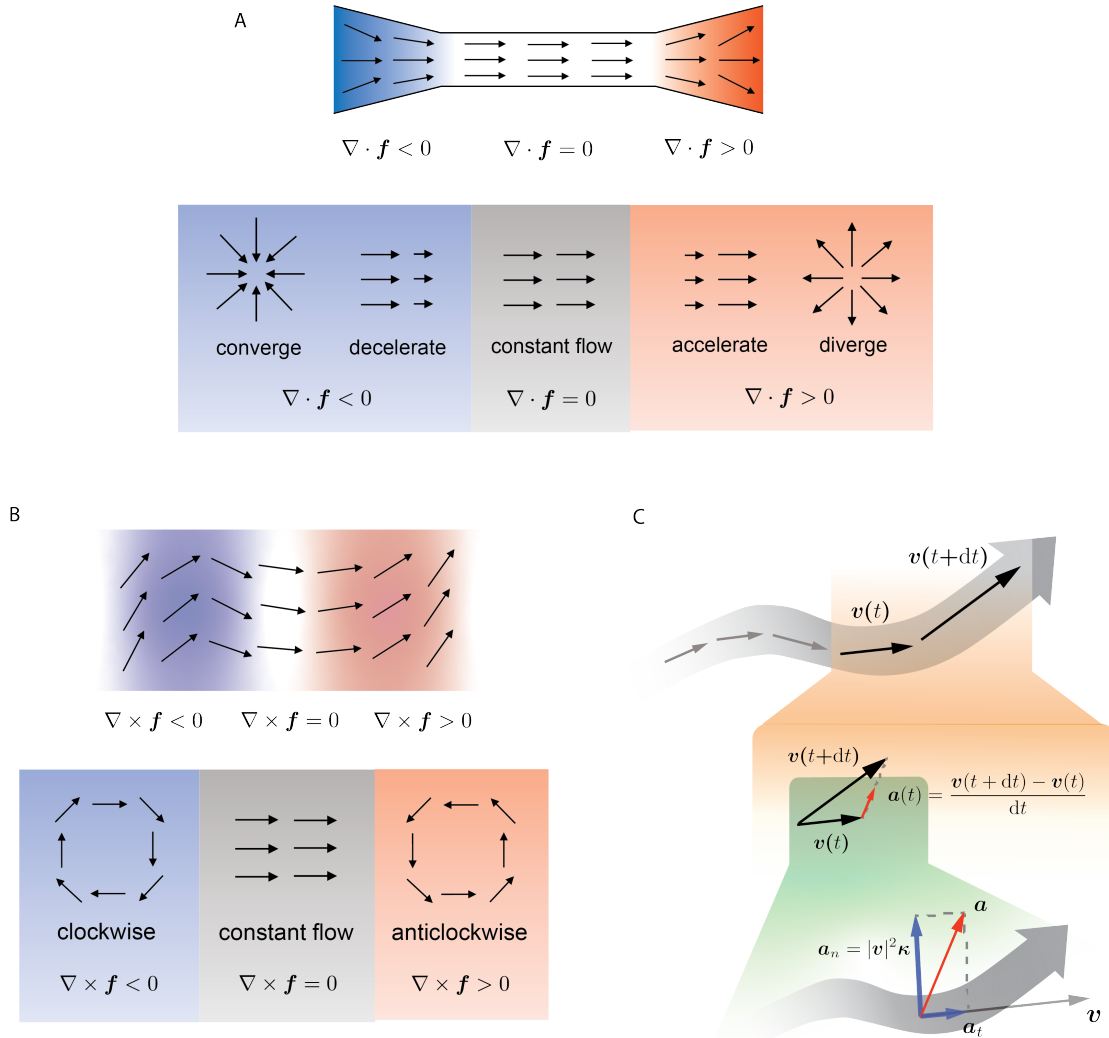 A
∇ · f < 0 ∇ · f = 0 ∇ · f > 0
converge decelerate constant flow accelerate diverge
∇ · f < 0 ∇ · f = 0 ∇ · f > 0
B
∇ × f < 0 ∇ × f = 0 ∇ × f > 0
clockwise constant flow anticlockwise
∇ × f < 0 ∇ × f = 0 ∇ × f > 0
C
v(t+dt)
v(t)
v(t+dt)
a(t) = \frac{v(t + dt) − v(t)}{dt}
v(t)
a
a_n = |v|²κ
a_t
v